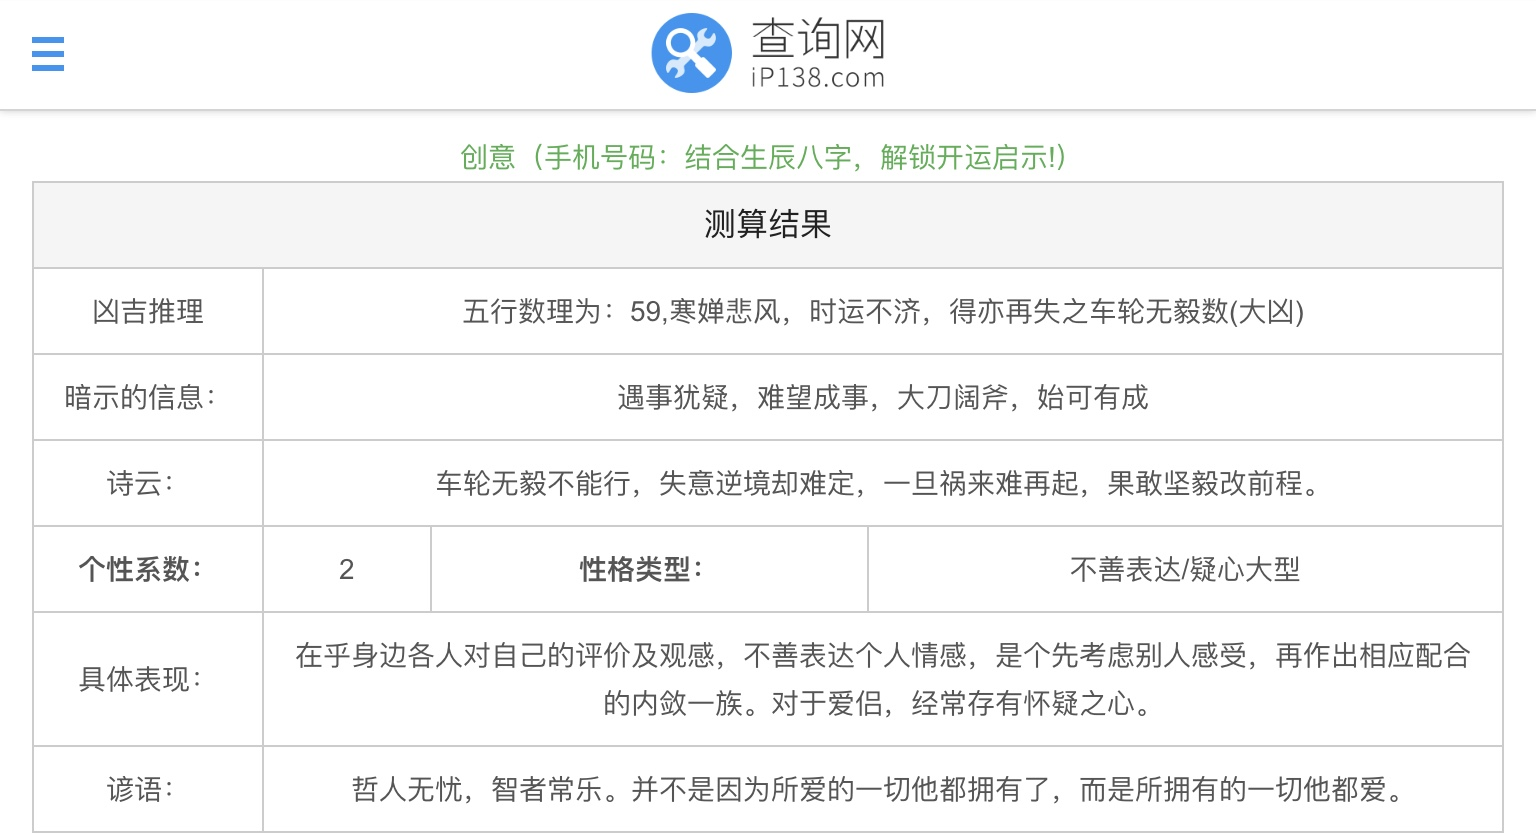 查询网
iP138.com
创意（手机号码：结合生辰八字，解锁开运启示!）
测算结果
凶吉推理
五行数理为：59,寒婵悲风，时运不济，得亦再失之车轮无毅数(大凶)
暗示的信息：
遇事犹疑，难望成事，大刀阔斧，始可有成
诗云：
车轮无毅不能行，失意逆境却难定，一旦祸来难再起，果敢坚毅改前程。
个性系数：
2
性格类型：
不善表达/疑心大型
具体表现：
在乎身边各人对自己的评价及观感，不善表达个人情感，是个先考虑别人感受，再作出相应配合
的内敛一族。对于爱侣，经常存有怀疑之心。
谚语：
哲人无忧，智者常乐。并不是因为所爱的一切他都拥有了，而是所拥有的一切他都爱。